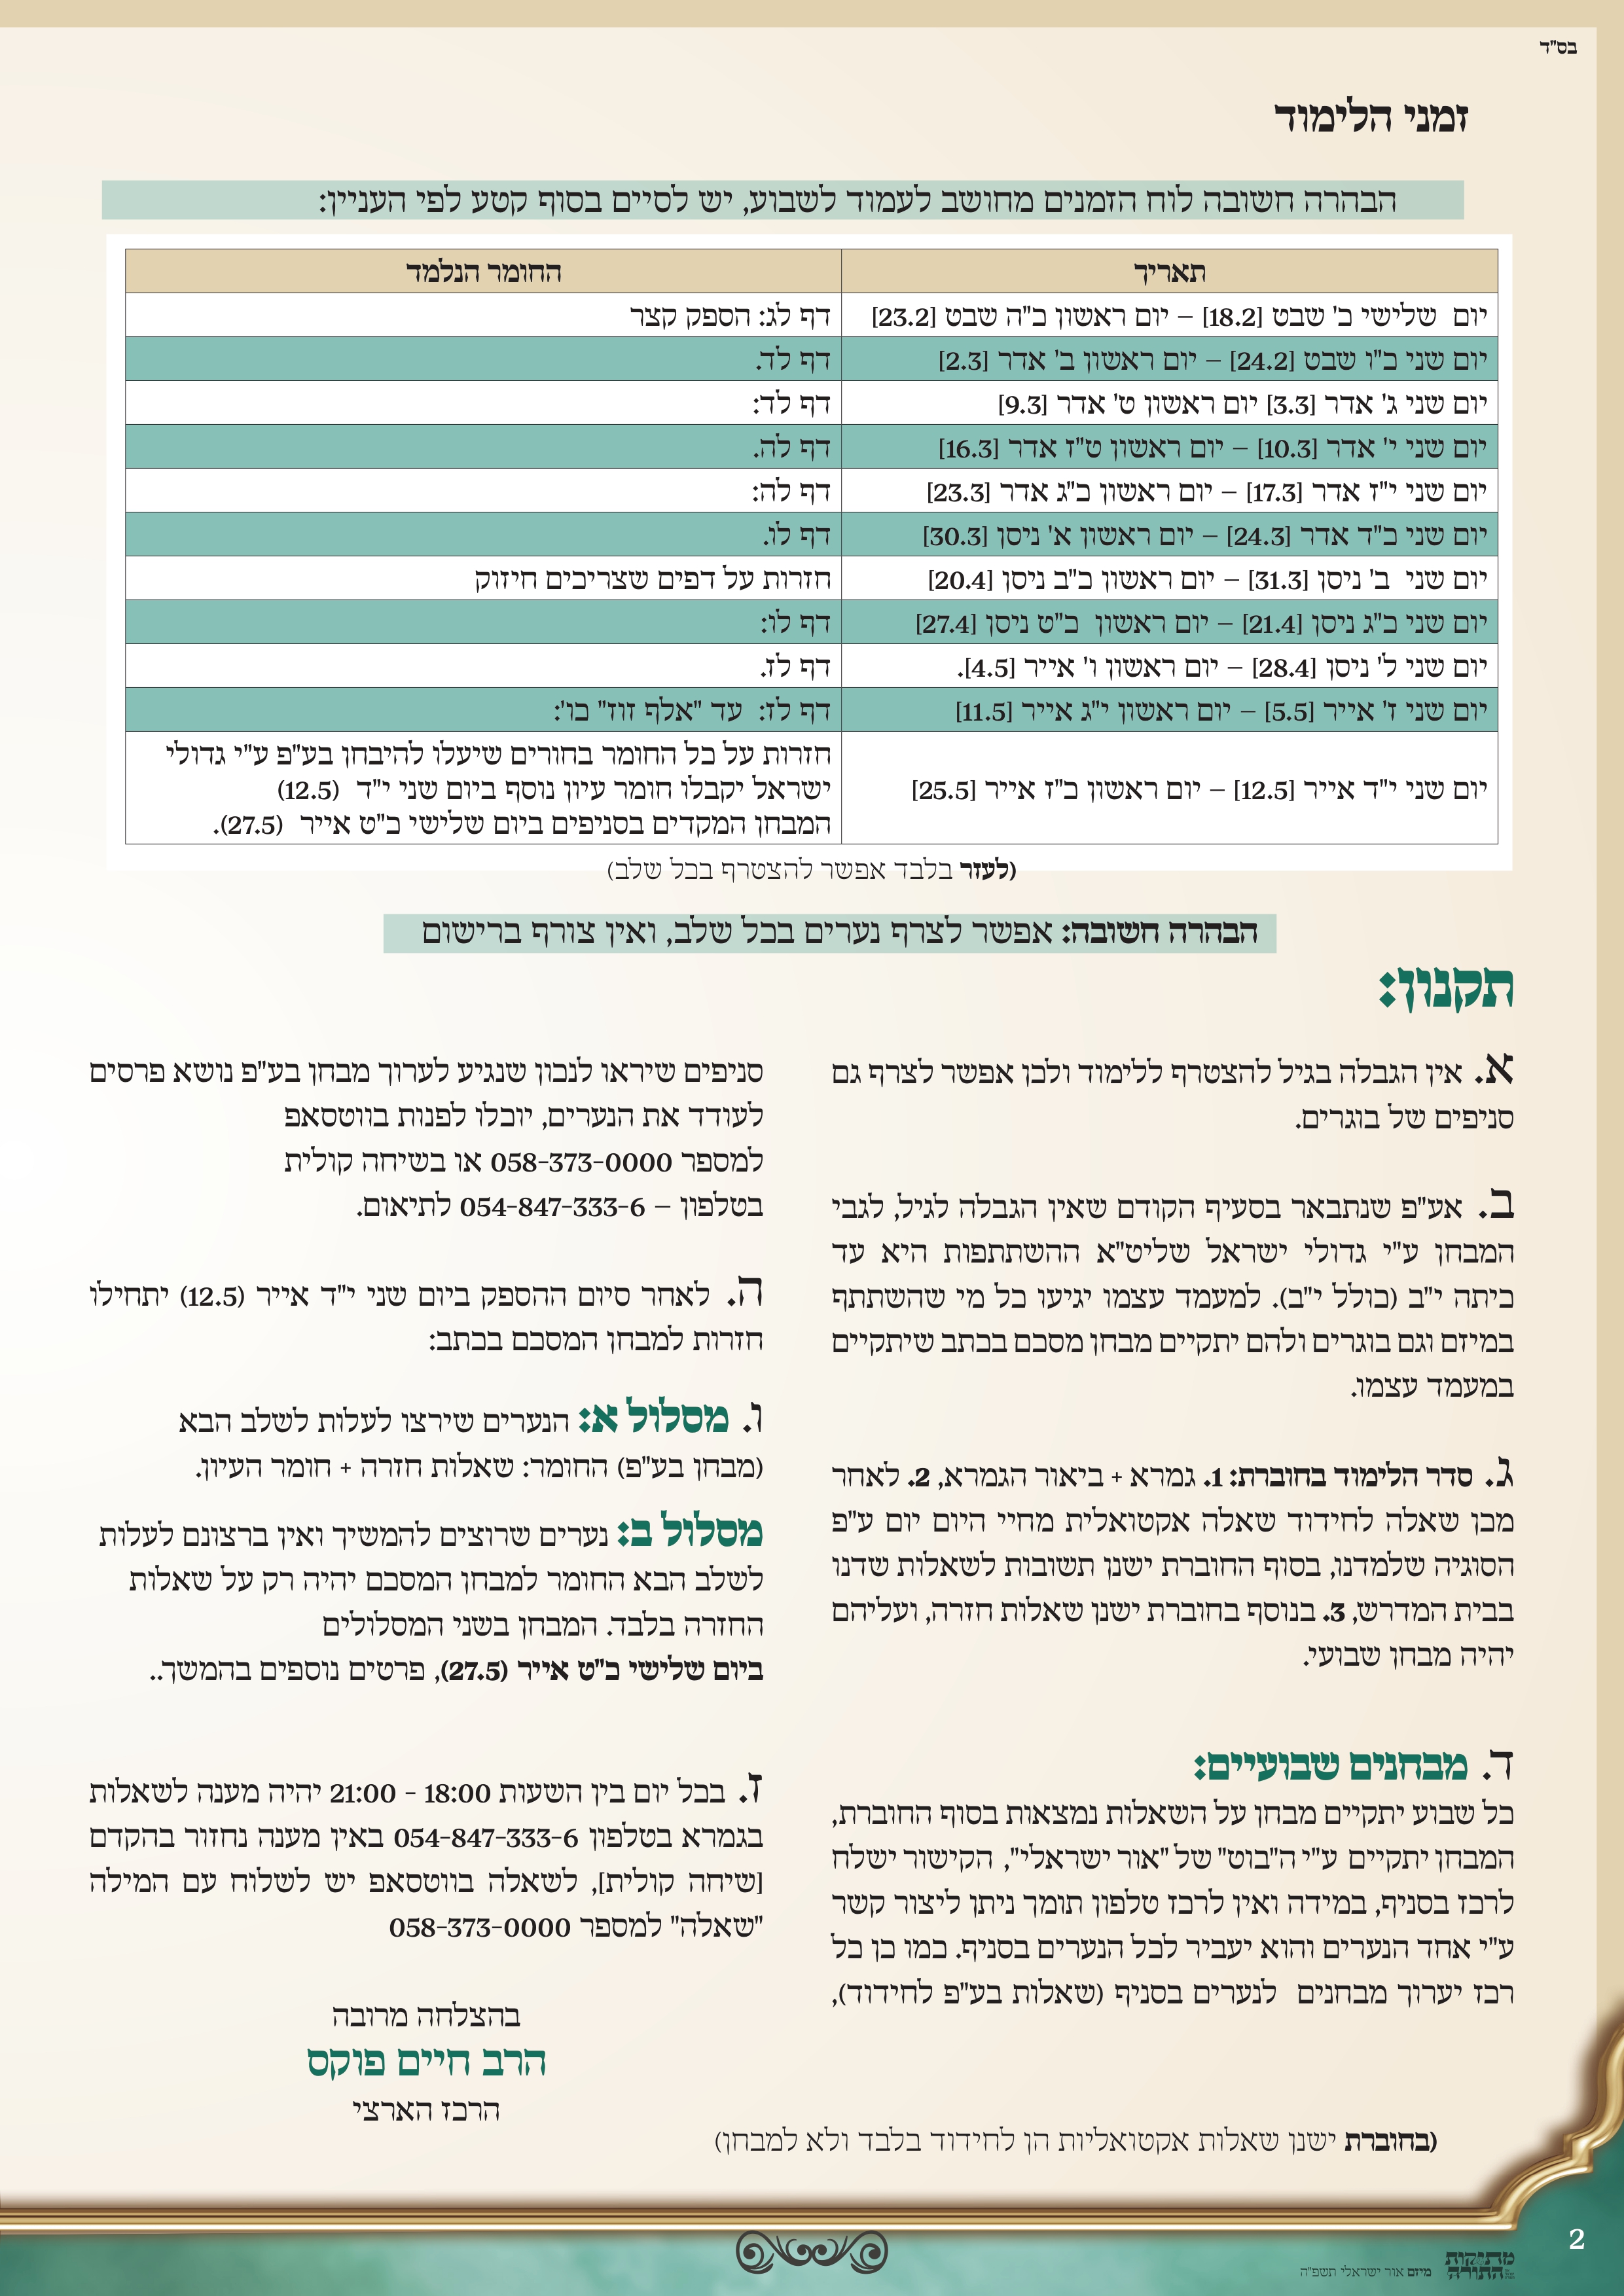 בס"ד
זמני הלימוד
הבהרה חשובה לוח הזמנים מחושב לעמוד לשבוע, יש לסיים בסוף קטע לפי העניין:
תאריך החומר הנלמד
יום שלישי כ' שבט [18.2] – יום ראשון כ"ה שבט [23.2] דף לג: הספק קצר
יום שני כ"ו שבט [24.2] – יום ראשון ב' אדר [2.3] דף לד.
יום שני ג' אדר [3.3] יום ראשון ט' אדר [9.3] דף לד:
יום שני י' אדר [10.3] – יום ראשון ט"ז אדר [16.3] דף לה.
יום שני י"ז אדר [17.3] – יום ראשון כ"ג אדר [23.3] דף לה:
יום שני כ"ד אדר [24.3] – יום ראשון א' ניסן [30.3] דף לו.
יום שני ב' ניסן [31.3] – יום ראשון כ"ב ניסן [20.4] חזרות על דפים שצריכים חיזוק
יום שני כ"ג ניסן [21.4] – יום ראשון כ"ט ניסן [27.4] דף לו:
יום שני ל' ניסן [28.4] – יום ראשון ו' אייר [4.5]. דף לז.
יום שני ז' אייר [5.5] – יום ראשון י"ג אייר [11.5] דף לז: עד "אלף זוז" כו':
יום שני י"ד אייר [12.5] – יום ראשון כ"ז אייר [25.5]
חזרות על כל החומר בחורים שיעלו להיבחן בע"פ ע"י גדולי
ישראל יקבלו חומר עיון נוסף ביום שני י"ד (12.5)
המבחן המקדים בסניפים ביום שלישי כ"ט אייר (27.5).
(לעזר בלבד אפשר להצטרף בכל שלב)
הבהרה חשובה: אפשר לצרף נערים בכל שלב, ואין צורף ברישום
תקנון:
א. אין הגבלה בגיל להצטרף ללימוד ולכן אפשר לצרף גם
סניפים של בוגרים.
ב. אע"פ שנתבאר בסעיף הקודם שאין הגבלה לגיל, לגבי
המבחן ע"י גדולי ישראל שליט"א ההשתתפות היא עד
כיתה י"ב (כולל י"ב). למעמד עצמו יגיעו כל מי שהשתתף
במיזם וגם בוגרים ולהם יתקיים מבחן מסכם בכתב שיתקיים
במעמד עצמו.
ג. סדר הלימוד בחוברת: 1. גמרא + ביאור הגמרא, 2. לאחר
מכן שאלה לחידוד שאלה אקטואלית מחיי היום יום ע"פ
הסוגיה שלמדנו, בסוף החוברת ישנן תשובות לשאלות שדנו
בבית המדרש, 3. בנוסף בחוברת ישנן שאלות חזרה, ועליהם
יהיה מבחן שבועי.
ד. מבחנים שבועיים:
כל שבוע יתקיים מבחן על השאלות נמצאות בסוף החוברת,
המבחן יתקיים ע"י ה"בוט" של "אור ישראלי", הקישור ישלח
לרכז בסניף, במידה ואין לרכז טלפון תומך ניתן ליצור קשר
ע"י אחד הנערים והוא יעביר לכל הנערים בסניף. כמו כן כל
רכז יערוך מבחנים לנערים בסניף (שאלות בע"פ לחידוד),
סניפים שיראו לנכון שנגיע לערוך מבחן בע"פ נושא פרסים
לעודד את הנערים, יוכלו לפנות בווטסאפ
למספר 058-373-0000 או בשיחה קולית
בטלפון – 054-847-333-6 לתיאום.
ה. לאחר סיום ההספק ביום שני י"ד אייר (12.5) יתחילו
חזרות למבחן המסכם בכתב:
ו. מסלול א: הנערים שירצו לעלות לשלב הבא
(מבחן בע"פ) החומר: שאלות חזרה + חומר העיון.
מסלול ב: נערים שרוצים להמשיך ואין ברצונם לעלות
לשלב הבא החומר למבחן המסכם יהיה רק על שאלות
החזרה בלבד. המבחן בשני המסלולים
ביום שלישי כ"ט אייר (27.5), פרטים נוספים בהמשך..
ז. בכל יום בין השעות 18:00 - 21:00 יהיה מענה לשאלות
בגמרא בטלפון 054-847-333-6 באין מענה נחזור בהקדם
[שיחה קולית], לשאלה בווטסאפ יש לשלוח עם המילה
"שאלה" למספר 058-373-0000
בהצלחה מרובה
הרב חיים פוקס
הרכז הארצי
(בחוברת ישנן שאלות אקטואליות הן לחידוד בלבד ולא למבחן)
2
מתיקות
התורה
מיזם אור ישראלי תשפ"ה